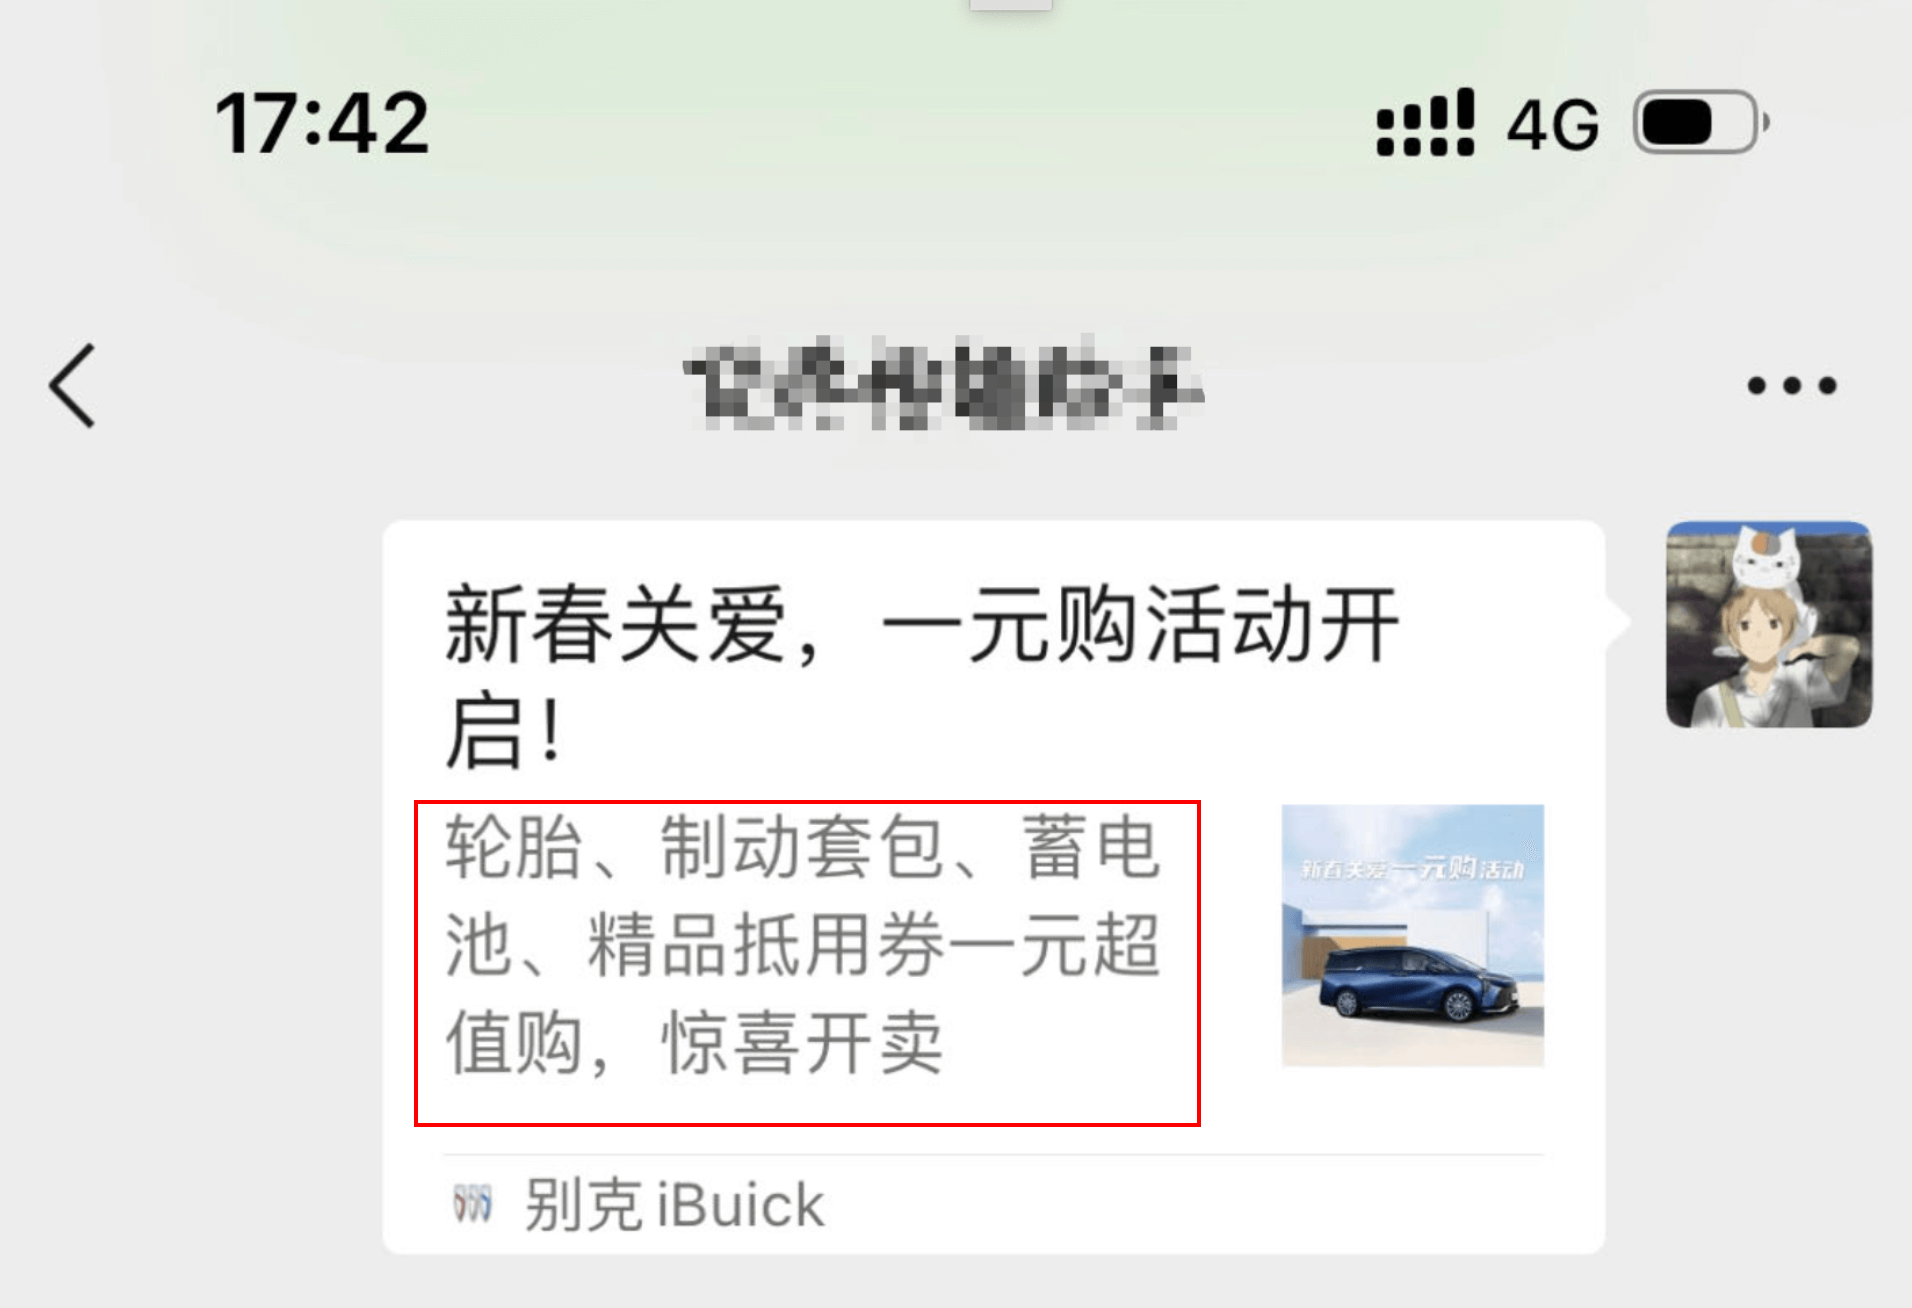 17:42
4G
新春关爱，一元购活动开
启！
轮胎、制动套包、蓄电
池、精品抵用券一元超
值购，惊喜开卖
新春关爱一元购活动
别克 iBuick